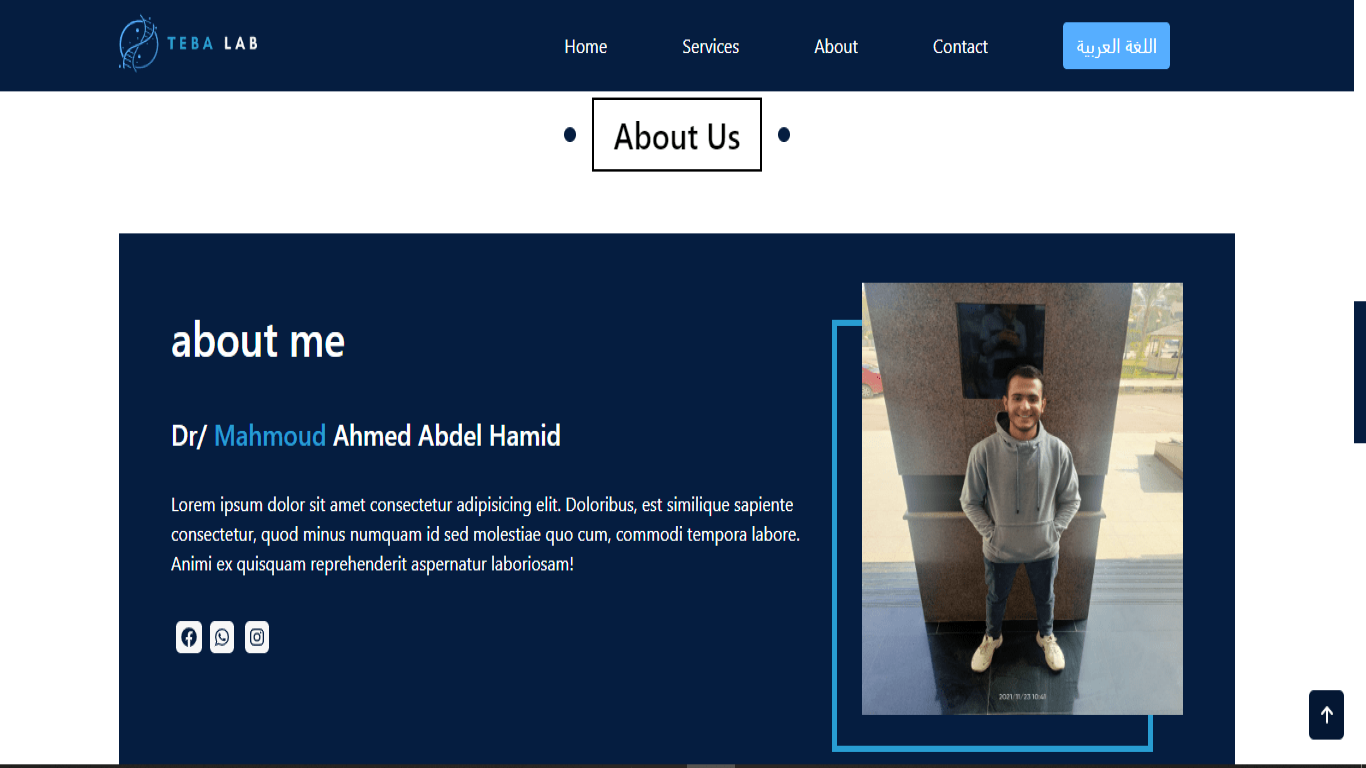 TEBA LAB
Home
Services
About
Contact
اللغة العربية
About Us
about me
Dr/ Mahmoud Ahmed Abdel Hamid
Lorem ipsum dolor sit amet consectetur adipisicing elit. Doloribus, est similique sapiente
consectetur, quod minus numquam id sed molestiae quo cum, commodi tempora labore.
Animi ex quisquam reprehenderit aspernatur laboriosam!
2021/11/23 10:41